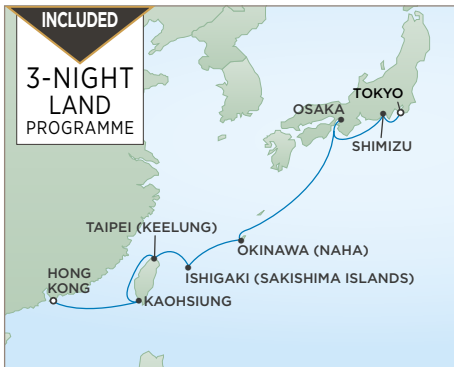 INCLUDED
3-NIGHT
LAND
PROGRAMME
TOKYO
OSAKA
SHIMIZU
TAIPEI (KEELUNG)
OKINAWA (NAHA)
HONG
KONG
ISHIGAKI (SAKISHIMA ISLANDS)
KAOHSIUNG